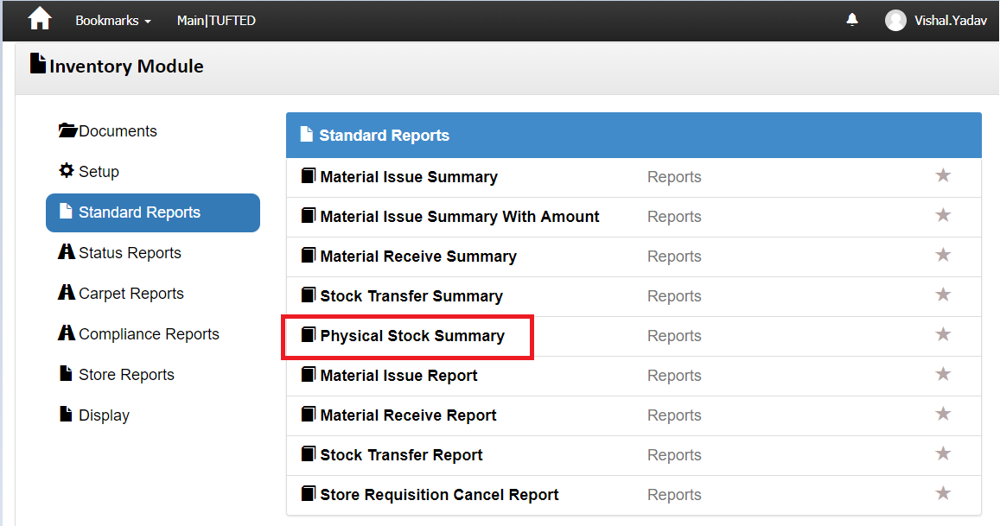 Bookmarks Main|TUFTED Vishal.Yadav
Inventory Module
Documents
Setup
Standard Reports
Status Reports
Carpet Reports
Compliance Reports
Store Reports
Display
Standard Reports
Material Issue Summary Reports
Material Issue Summary With Amount Reports
Material Receive Summary Reports
Stock Transfer Summary Reports
Physical Stock Summary Reports
Material Issue Report Reports
Material Receive Report Reports
Stock Transfer Report Reports
Store Requisition Cancel Report Reports